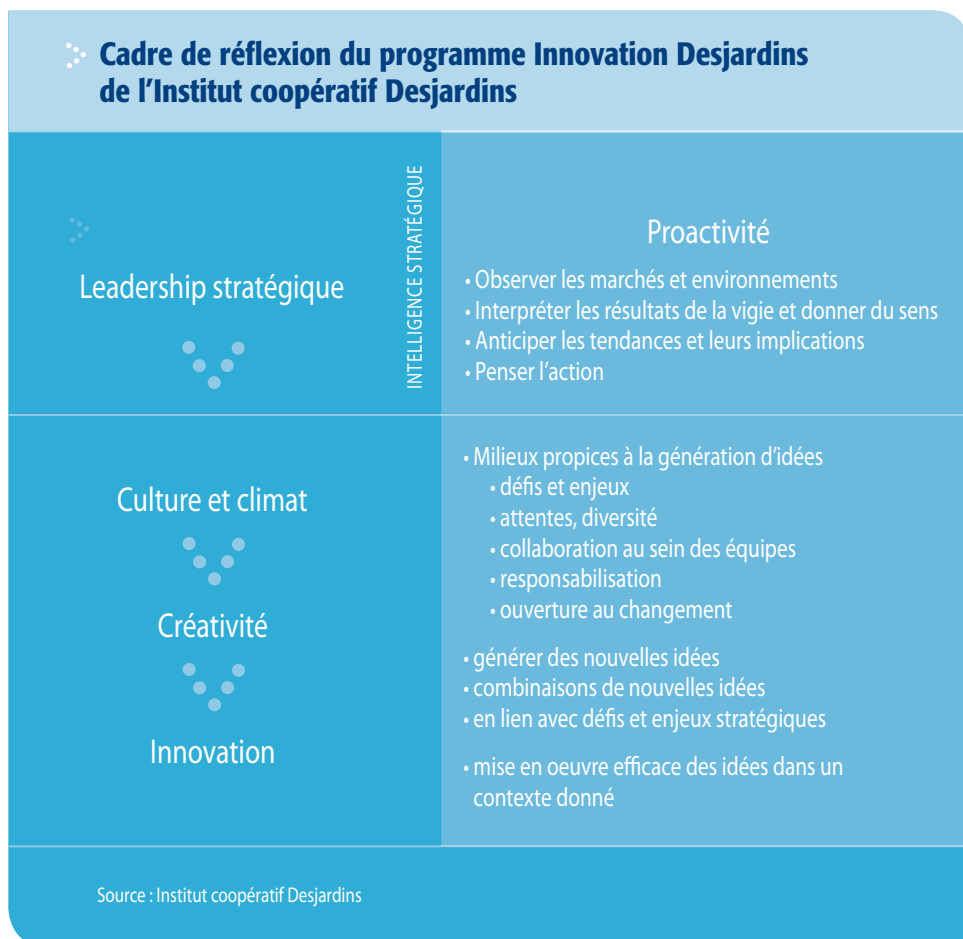 Cadre de réflexion du programme Innovation Desjardins
de l'Institut coopératif Desjardins
Leadership stratégique
INTELLIGENCE STRATÉGIQUE
Proactivité
• Observer les marchés et environnements
• Interpréter les résultats de la vigie et donner du sens
• Anticiper les tendances et leurs implications
• Penser l'action
Culture et climat
• Milieux propices à la génération d'idées
• défis et enjeux
• attentes, diversité
• collaboration au sein des équipes
• responsabilisation
• ouverture au changement
Créativité
• générer des nouvelles idées
• combinaisons de nouvelles idées
• en lien avec défis et enjeux stratégiques
Innovation
• mise en oeuvre efficace des idées dans un
contexte donné
Source : Institut coopératif Desjardins